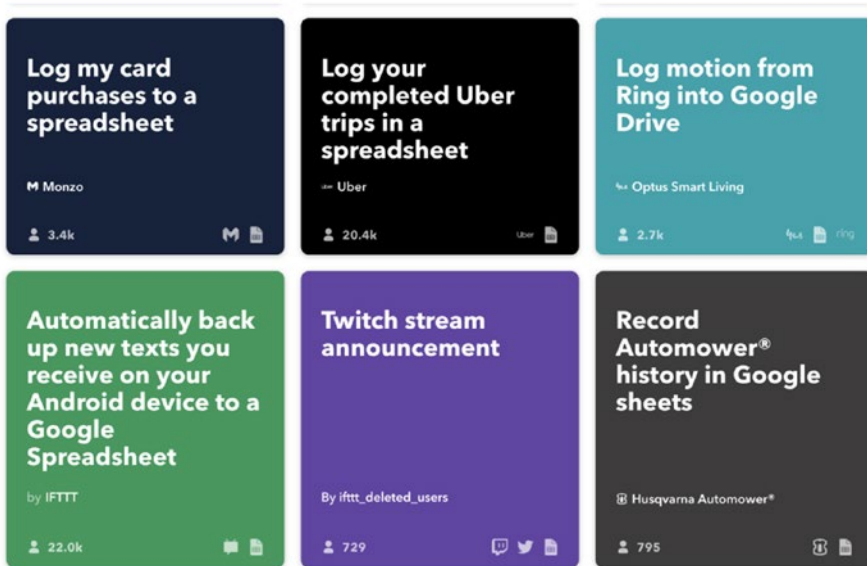 Log my card
purchases to a
spreadsheet
Monzo
3.4k
Log your
completed Uber
trips in a
spreadsheet
Uber
Uber
20.4k
Uber
Log motion from
Ring into Google
Drive
Optus Smart Living
2.7k
ring
Automatically back
up new texts you
receive on your
Android device to a
Google
Spreadsheet
by IFTTT
22.0k
Twitch stream
announcement
By ifttt_deleted_users
729
Record
Automower®
history in Google
sheets
Husqvarna Automower®
795